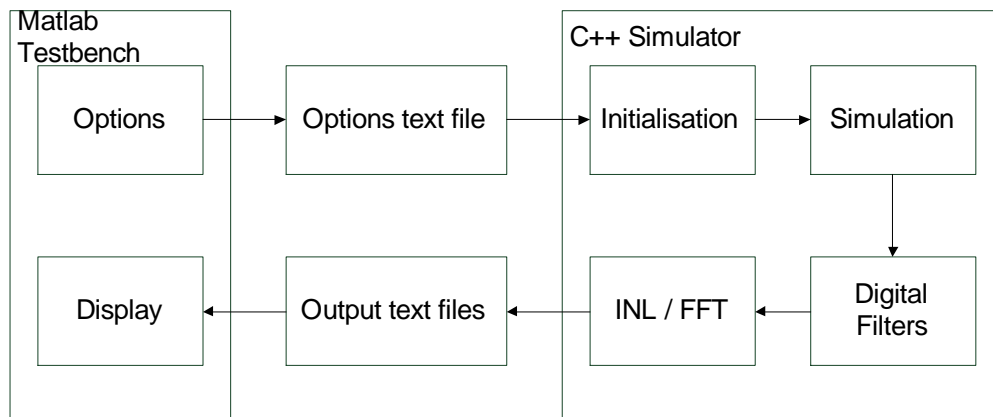 Matlab
Testbench
C++ Simulator
Options
Options text file
Initialisation
Simulation
Display
Output text files
INL / FFT
Digital
Filters